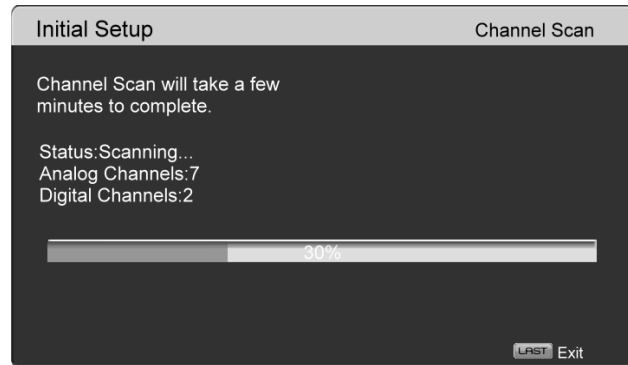 Initial Setup
Channel Scan
Channel Scan will take a few
minutes to complete.
Status:Scanning...
Analog Channels:7
Digital Channels:2
30%
LAST Exit